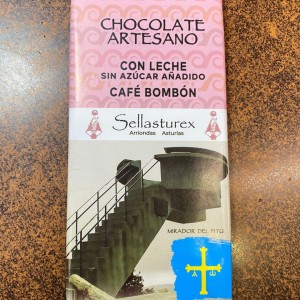 CHOCOLATE
ARTESANO
CON LECHE
SIN AZÚCAR AÑADIDO
CAFÉ BOMBÓN
Sellasturex
Arriondas Asturias
MIRADOR DEL FITU